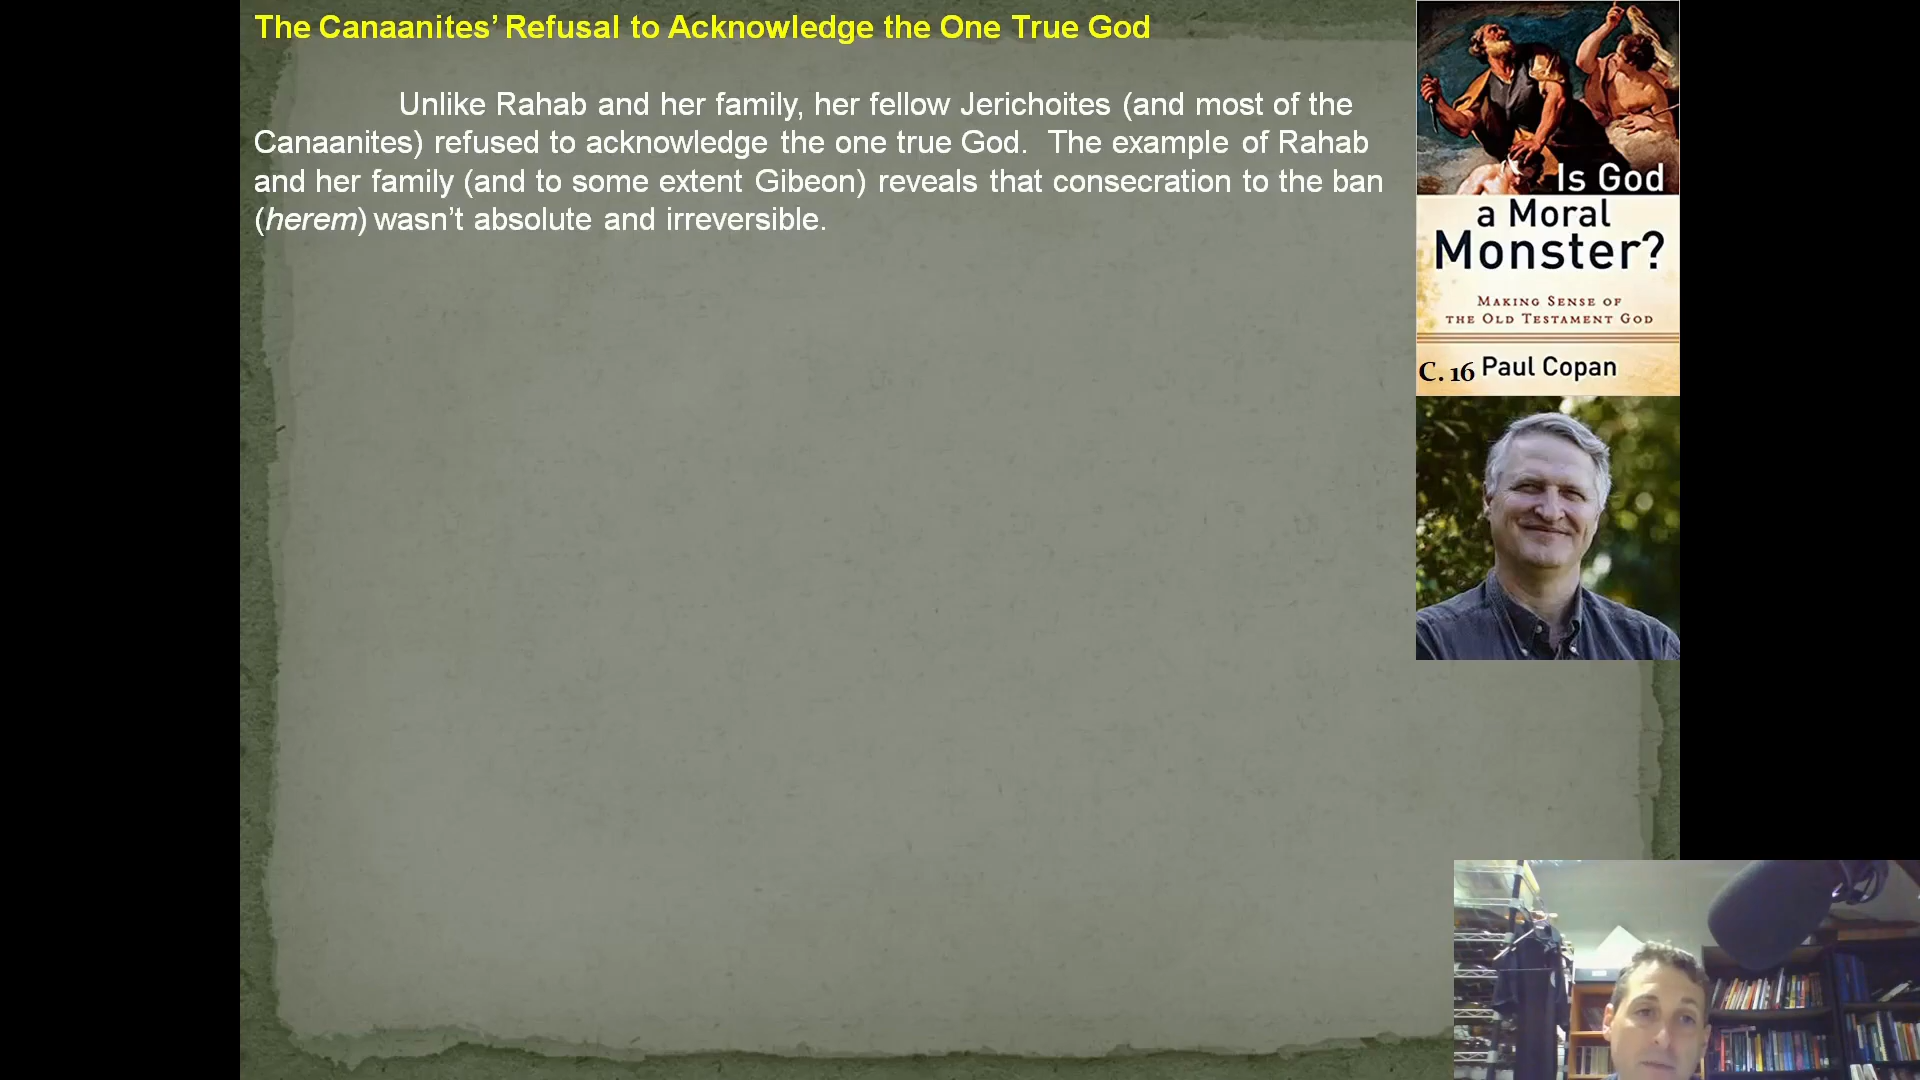 The Canaanites’ Refusal to Acknowledge the One True God
Unlike Rahab and her family, her fellow Jerichoites (and most of the
Canaanites) refused to acknowledge the one true God.  The example of Rahab
and her family (and to some extent Gibeon) reveals that consecration to the ban
(herem) wasn’t absolute and irreversible.
Is God
a Moral
Monster?
Making Sense of
the Old Testament God
C. 16 Paul Copan